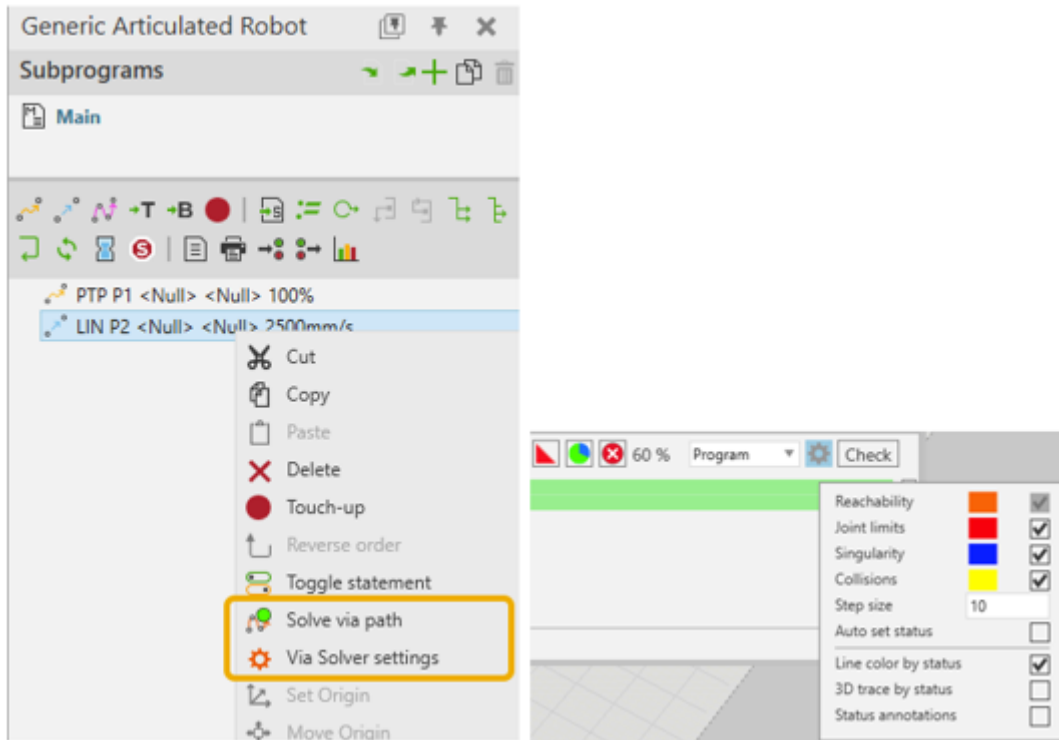 Generic Articulated Robot
Subprograms
Main
T
B
S
PTP P1 <Null> <Null> 100%
LIN P2 <Null> <Null> 2500mm/s
Cut
Copy
Paste
Delete
Touch-up
Reverse order
Toggle statement
Solve via path
Via Solver settings
Set Origin
Move Origin
60 % Program Check
Reachability
Joint limits
Singularity
Collisions
Step size 10
Auto set status
Line color by status
3D trace by status
Status annotations